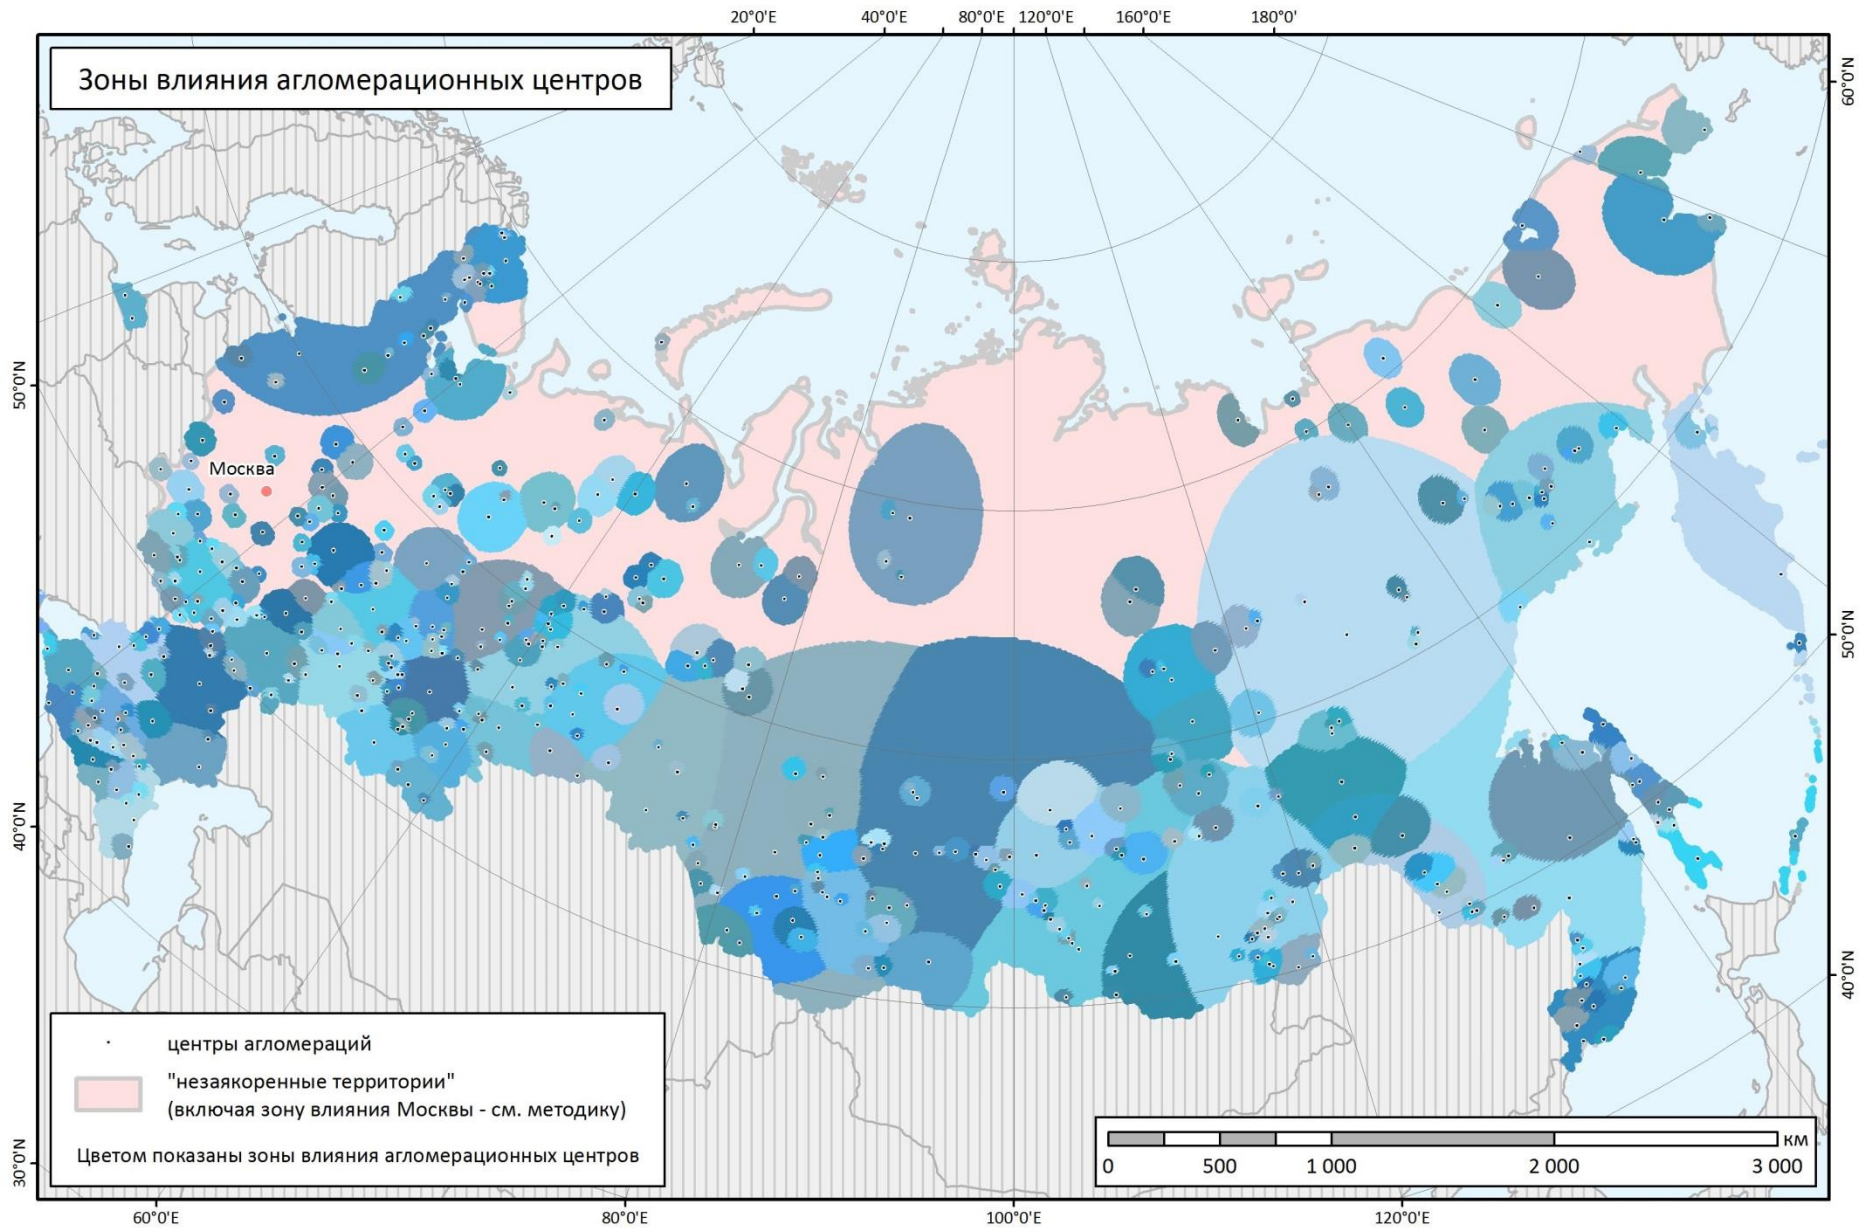 20°0'E 40°0'E 80°0'E 120°0'E 160°0'E 180°0'
Зоны влияния агломерационных центров
60°0'N
50°0'N
Москва
50°0'N
40°0'N
40°0'N
30°0'N
· центры агломераций
"незаякоренные территории"
(включая зону влияния Москвы - см. методику)
Цветом показаны зоны влияния агломерационных центров
км
0 500 1 000 2 000 3 000
60°0'E 80°0'E 100°0'E 120°0'E